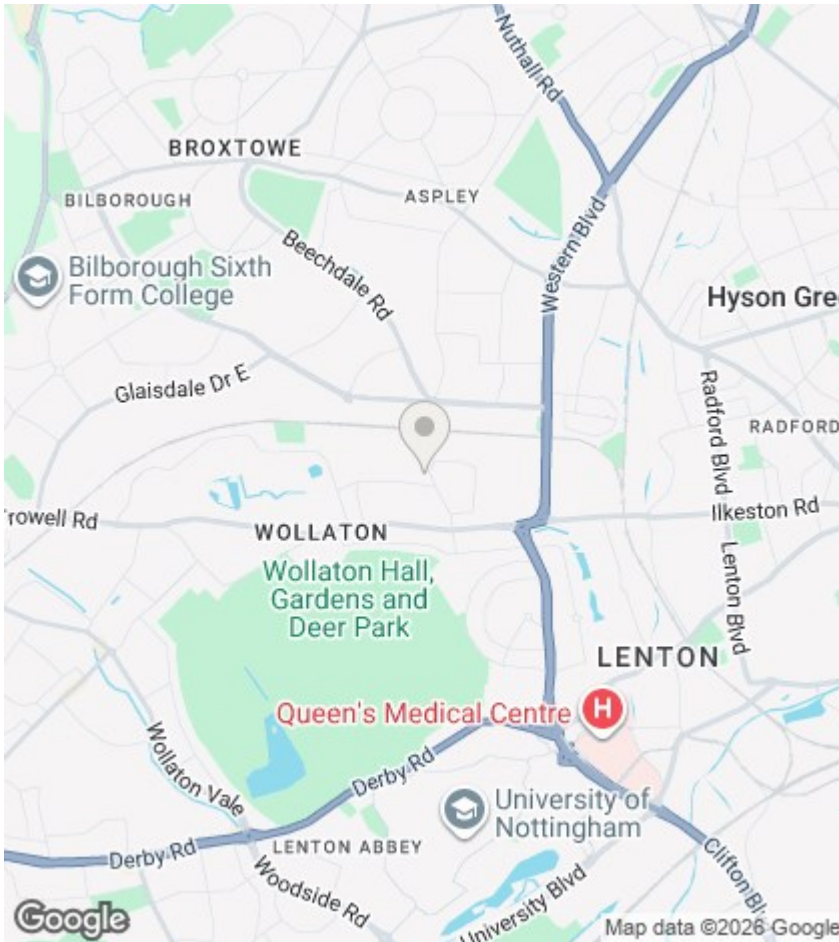 Nuthall Rd
BROXTOWE
BILBOROUGH
ASPLEY
Western Blvd
Beechdale Rd
Bilborough Sixth
Form College
Hyson Gre
Glaisdale Dr E
Radford Blvd
RADFORD
Trowell Rd
WOLLATON
Ilkeston Rd
Wollaton Hall,
Gardens and
Deer Park
Lenton Blvd
LENTON
Queen's Medical Centre
H
Wollaton Vale
Derby Rd
University of
Nottingham
Derby Rd
LENTON ABBEY
Woodside Rd
University Blvd
Clifton Blv
Google
Map data ©2026 Google